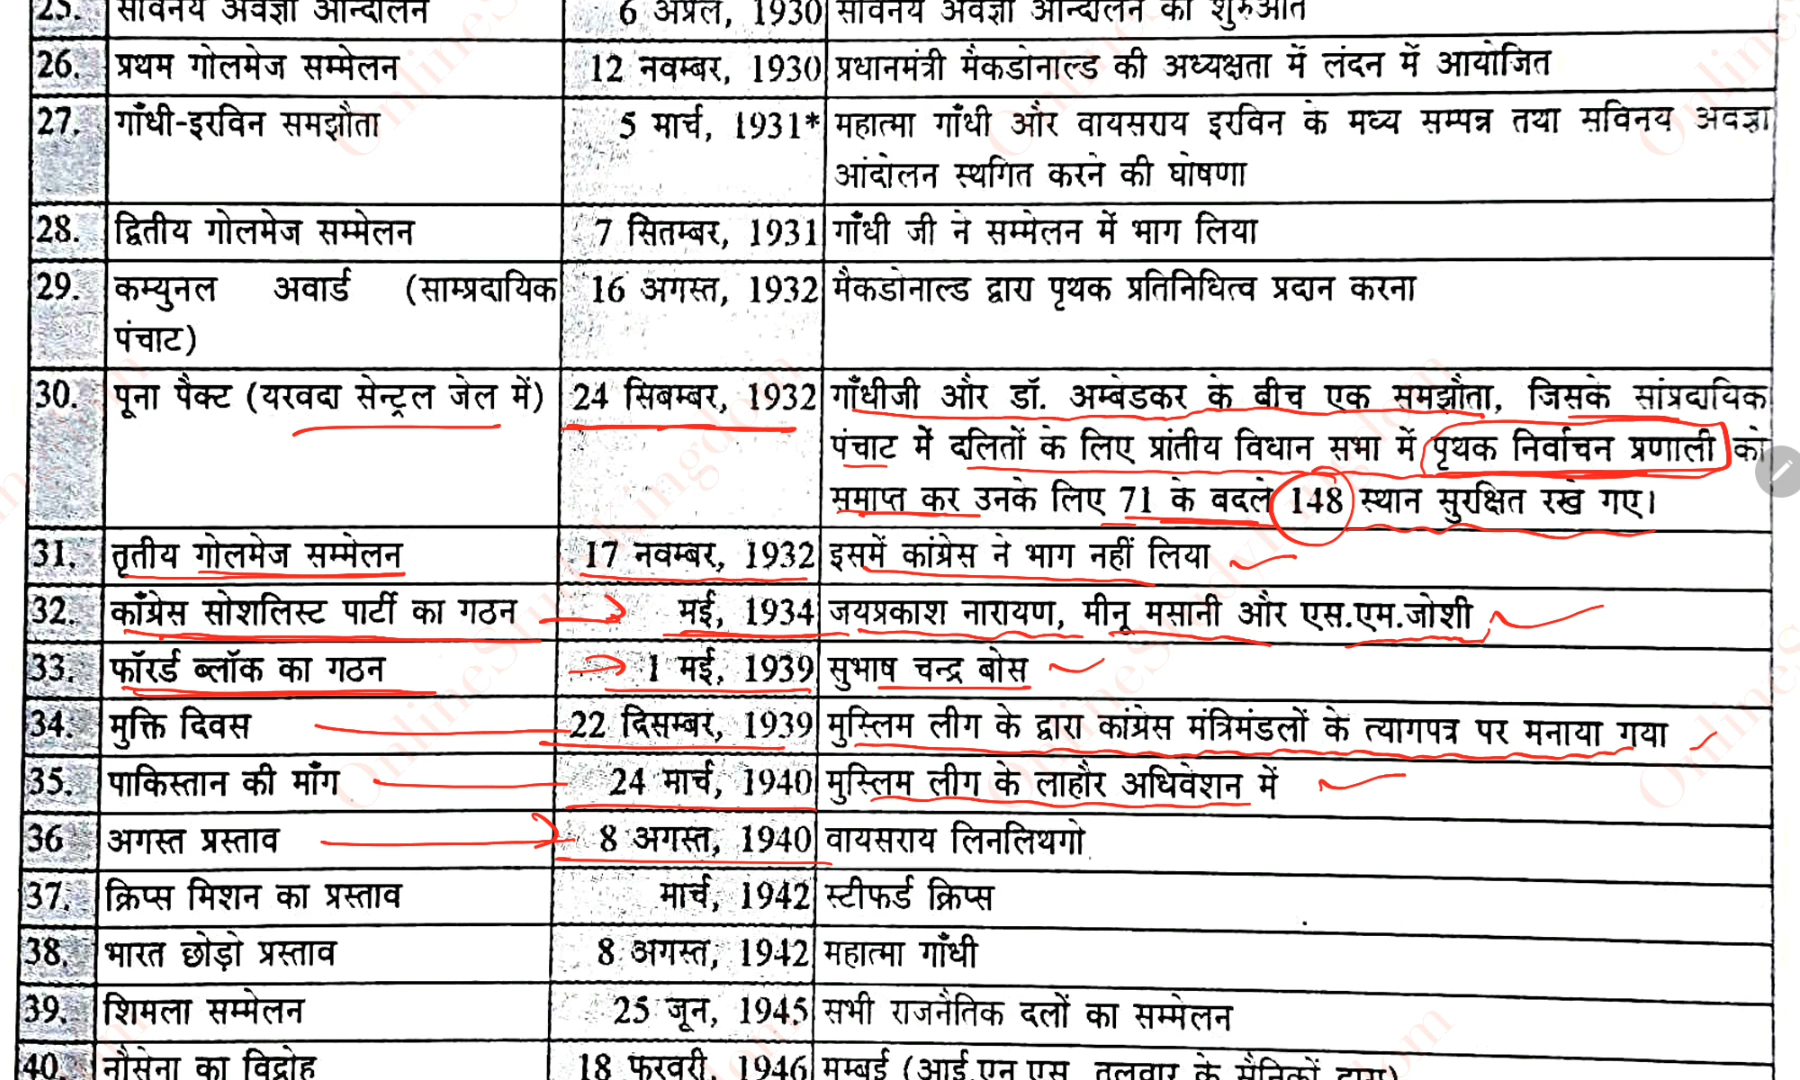 25. सविनय अवज्ञा आन्दोलन 6 अप्रैल, 1930 सविनय अवज्ञा आन्दोलन की शुरुआत
26. प्रथम गोलमेज सम्मेलन 12 नवम्बर, 1930 प्रधानमंत्री मैकडोनाल्ड की अध्यक्षता में लंदन में आयोजित
27. गाँधी-इरविन समझौता 5 मार्च, 1931* महात्मा गाँधी और वायसराय इरविन के मध्य सम्पन्न तथा सविनय अवज्ञा
आंदोलन स्थगित करने की घोषणा
28. द्वितीय गोलमेज सम्मेलन 7 सितम्बर, 1931 गाँधी जी ने सम्मेलन में भाग लिया
29. कम्युनल अवार्ड (साम्प्रदायिक 16 अगस्त, 1932 मैकडोनाल्ड द्वारा पृथक प्रतिनिधित्व प्रदान करना
पंचाट)
30. पूना पैक्ट (यरवदा सेन्ट्रल जेल में) 24 सिबम्बर, 1932 गाँधीजी और डॉ. अम्बेडकर के बीच एक समझौता, जिसके सांप्रदायिक
पंचाट में दलितों के लिए प्रांतीय विधान सभा में पृथक निर्वाचन प्रणाली को
समाप्त कर उनके लिए 71 के बदले 148 स्थान सुरक्षित रखे गए।
31. तृतीय गोलमेज सम्मेलन 17 नवम्बर, 1932 इसमें कांग्रेस ने भाग नहीं लिया
32. काँग्रेस सोशलिस्ट पार्टी का गठन मई, 1934 जयप्रकाश नारायण, मीनू मसानी और एस.एम.जोशी
33. फॉरर्ड ब्लॉक का गठन 1 मई, 1939 सुभाष चन्द्र बोस
34. मुक्ति दिवस 22 दिसम्बर, 1939 मुस्लिम लीग के द्वारा कांग्रेस मंत्रिमंडलों के त्यागपत्र पर मनाया गया
35. पाकिस्तान की माँग 24 मार्च, 1940 मुस्लिम लीग के लाहौर अधिवेशन में
36 अगस्त प्रस्ताव 8 अगस्त, 1940 वायसराय लिनलिथगो
37. क्रिप्स मिशन का प्रस्ताव मार्च, 1942 स्टीफर्ड क्रिप्स
38. भारत छोड़ो प्रस्ताव 8 अगस्त, 1942 महात्मा गाँधी
39. शिमला सम्मेलन 25 जून, 1945 सभी राजनैतिक दलों का सम्मेलन
40. नौसेना का विद्रोह 18 फरवरी, 1946 मुम्बई (आई.एन.एस. तलवार के सैनिकों द्वारा)